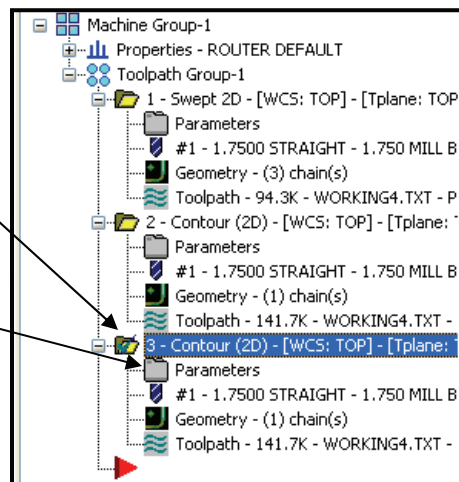 Machine Group-1
Properties - ROUTER DEFAULT
Toolpath Group-1
1 - Swept 2D - [WCS: TOP] - [Tplane: TOP
Parameters
#1 - 1.7500 STRAIGHT - 1.750 MILL B
Geometry - (3) chain(s)
Toolpath - 94.3K - WORKING4.TXT - P
2 - Contour (2D) - [WCS: TOP] - [Tplane:
Parameters
#1 - 1.7500 STRAIGHT - 1.750 MILL B
Geometry - (1) chain(s)
Toolpath - 141.7K - WORKING4.TXT -
3 - Contour (2D) - [WCS: TOP] - [Tplane:
Parameters
#1 - 1.7500 STRAIGHT - 1.750 MILL B
Geometry - (1) chain(s)
Toolpath - 141.7K - WORKING4.TXT -